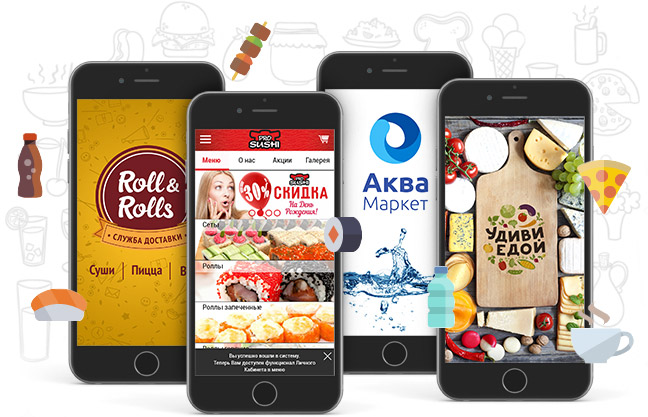 Roll &
Rolls
• СЛУЖБА ДОСТАВКИ •
Суши | Пицца | В
PRO
SUSHI
Меню О нас Акции Галерея
30% СКИДКА
На День
Рождения!
Сеты
Роллы
Роллы запеченные
Вы успешно вошли в систему.
Теперь Вам доступен функционал Личного
Кабинета в меню
Аква
Маркет
УДИВИ
ЕДОЙ